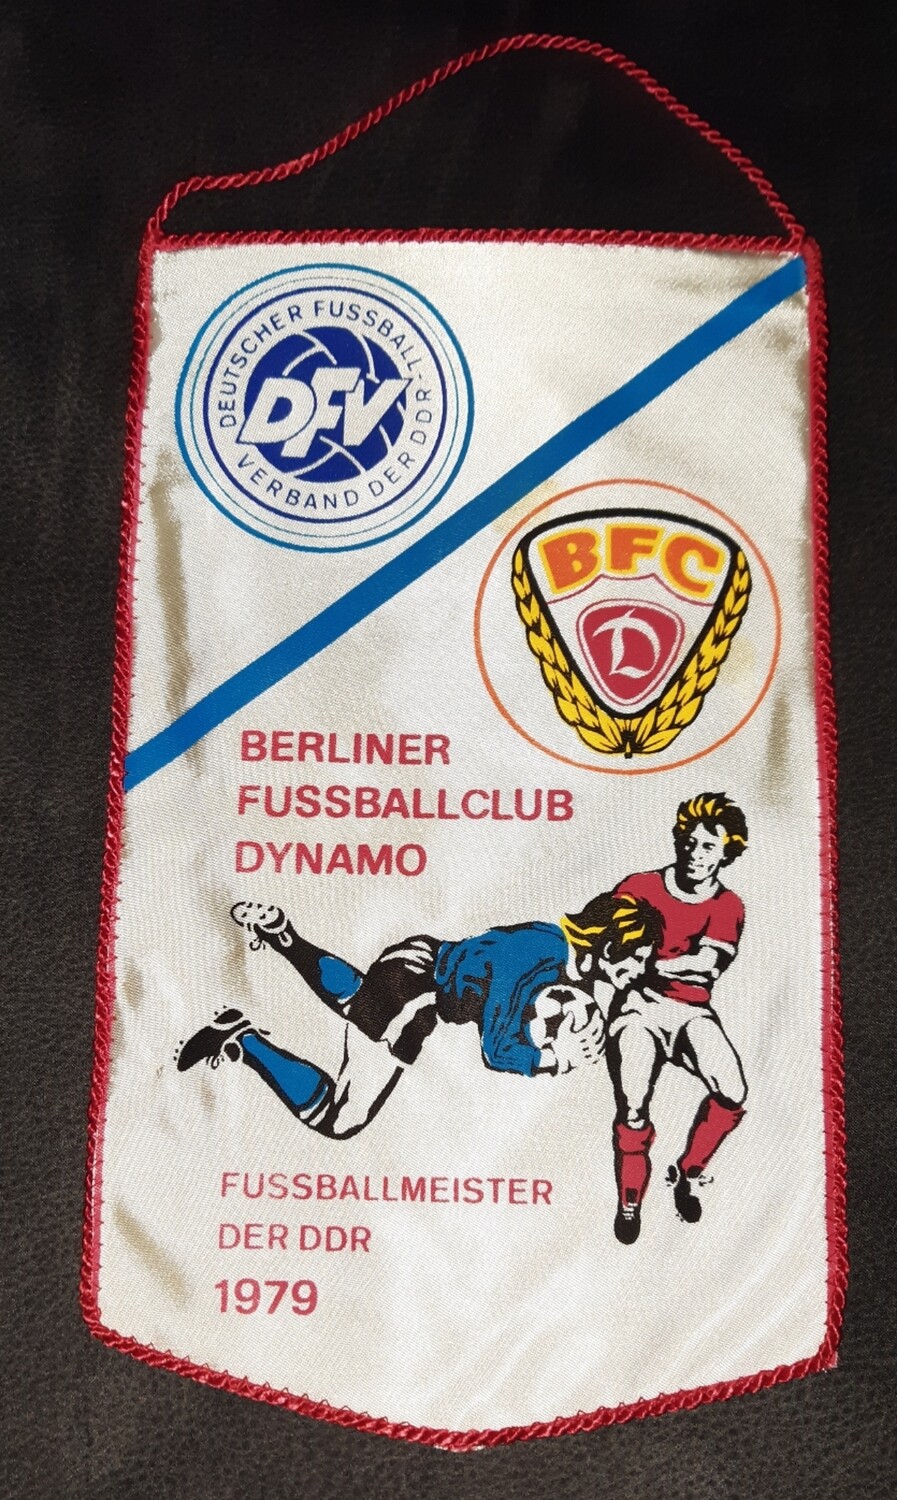 DEUTSCHER FUSSBALL-
VERBAND DER DDR
DFV
BFC
D
BERLINER
FUSSBALLCLUB
DYNAMO
FUSSBALLMEISTER
DER DDR
1979